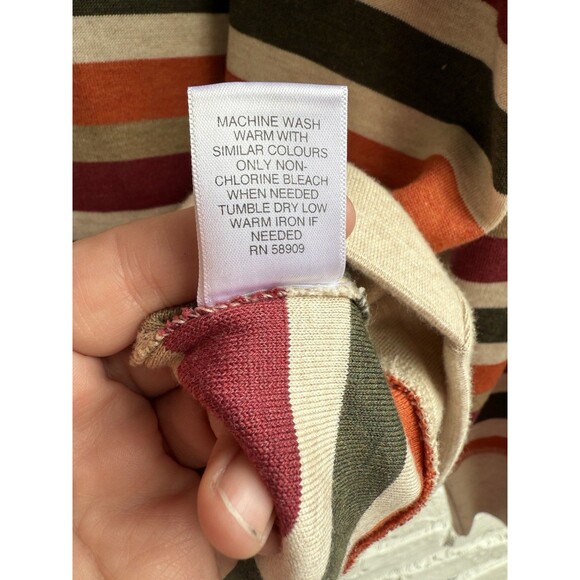 MACHINE WASH
WARM WITH
SIMILAR COLOURS
ONLY NON-
CHLORINE BLEACH
WHEN NEEDED
TUMBLE DRY LOW
WARM IRON IF
NEEDED
RN 58909